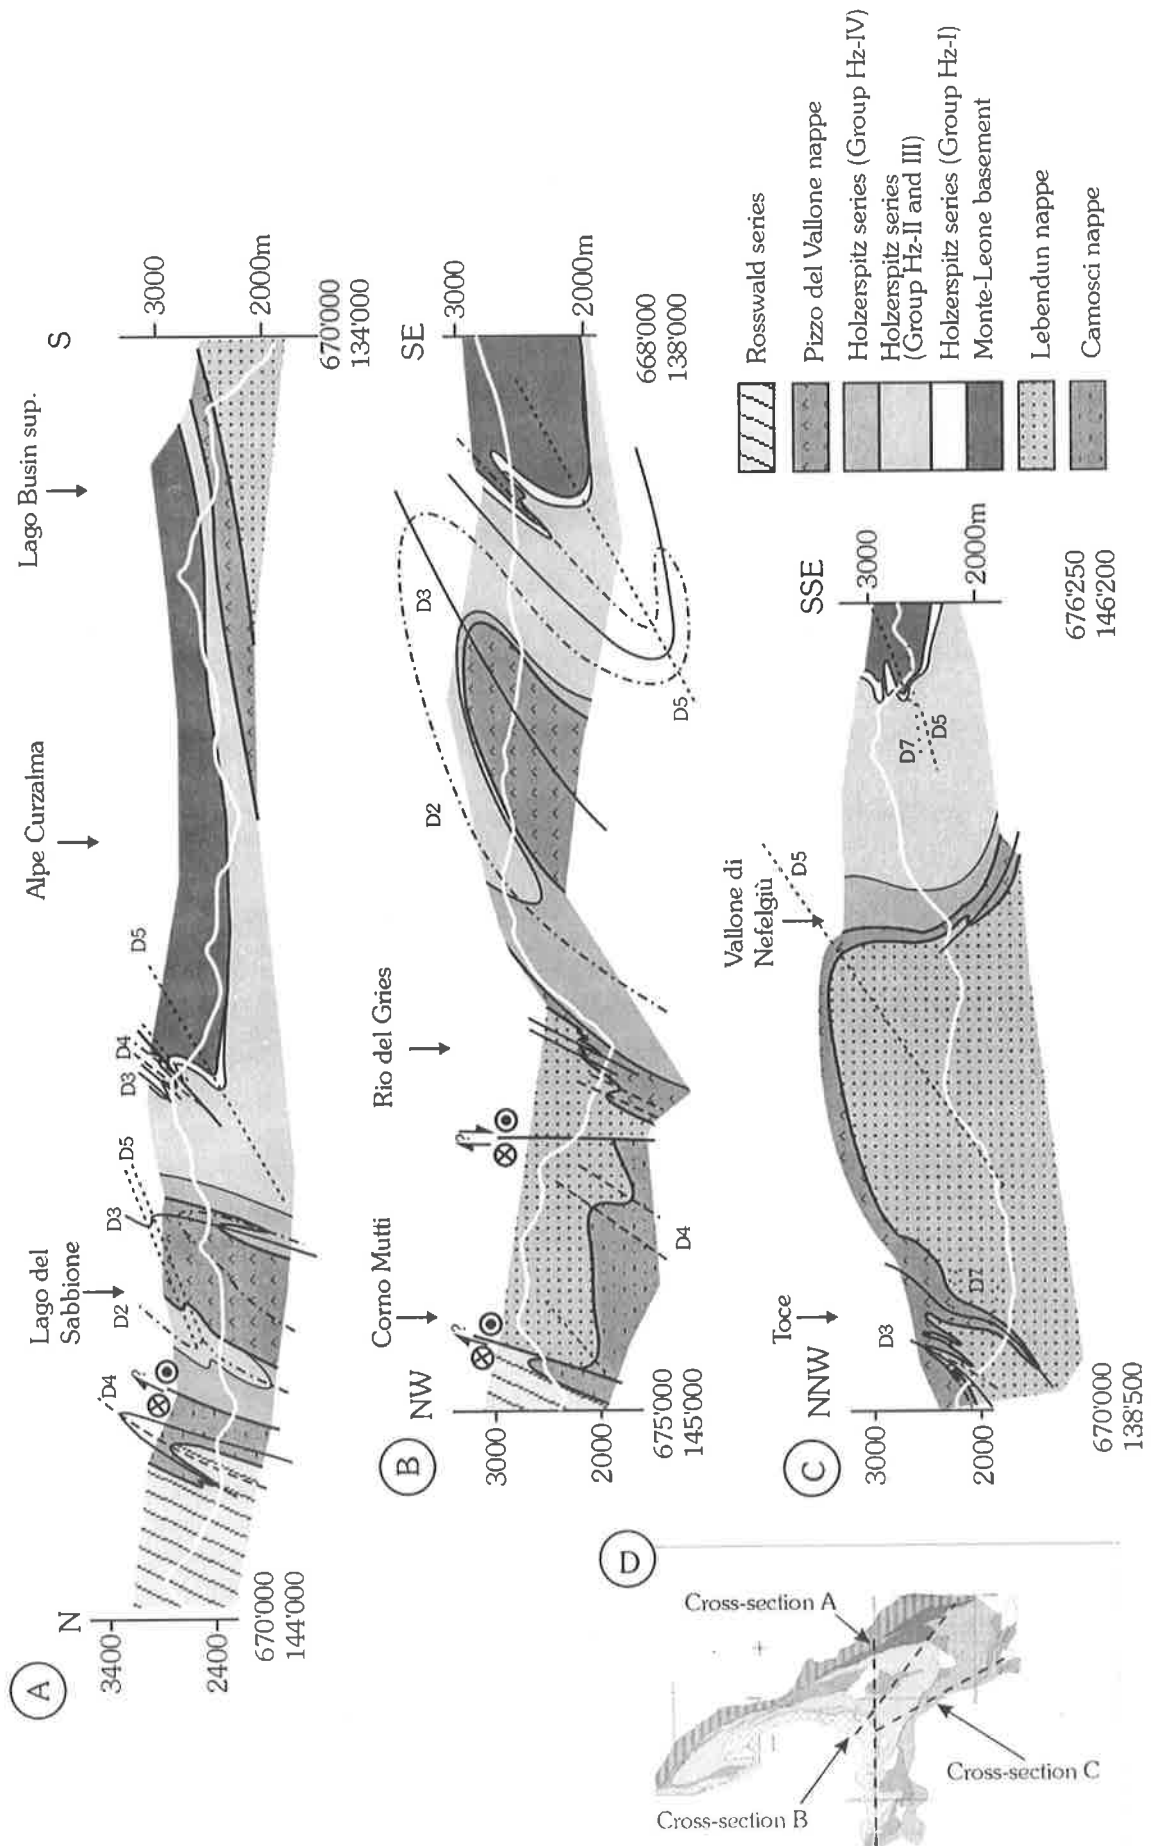 A
N
S
Lago del
Sabbione
Alpe Curzalma
Lago Busin sup.
3400
2400
670'000
144'000
3000
2000m
670'000
134'000
D4
?
D2
D3
D5
D3
D4
D5
B
NW
SE
Corno Mutti
Rio del Gries
3000
2000
675'000
145'000
3000
2000m
668'000
138'000
?
?
D4
D2
D3
D5
C
NNW
SSE
Toce
Vallone di
Nefelgiù
3000
2000
670'000
138'500
3000
2000m
676'250
146'200
D3
D7
D5
D7
D5
Rosswald series
Pizzo del Vallone nappe
Holzerspitz series (Group Hz-IV)
Holzerspitz series
(Group Hz-II and III)
Holzerspitz series (Group Hz-I)
Monte-Leone basement
Lebendun nappe
Camosci nappe
D
Cross-section A
Cross-section B
Cross-section C